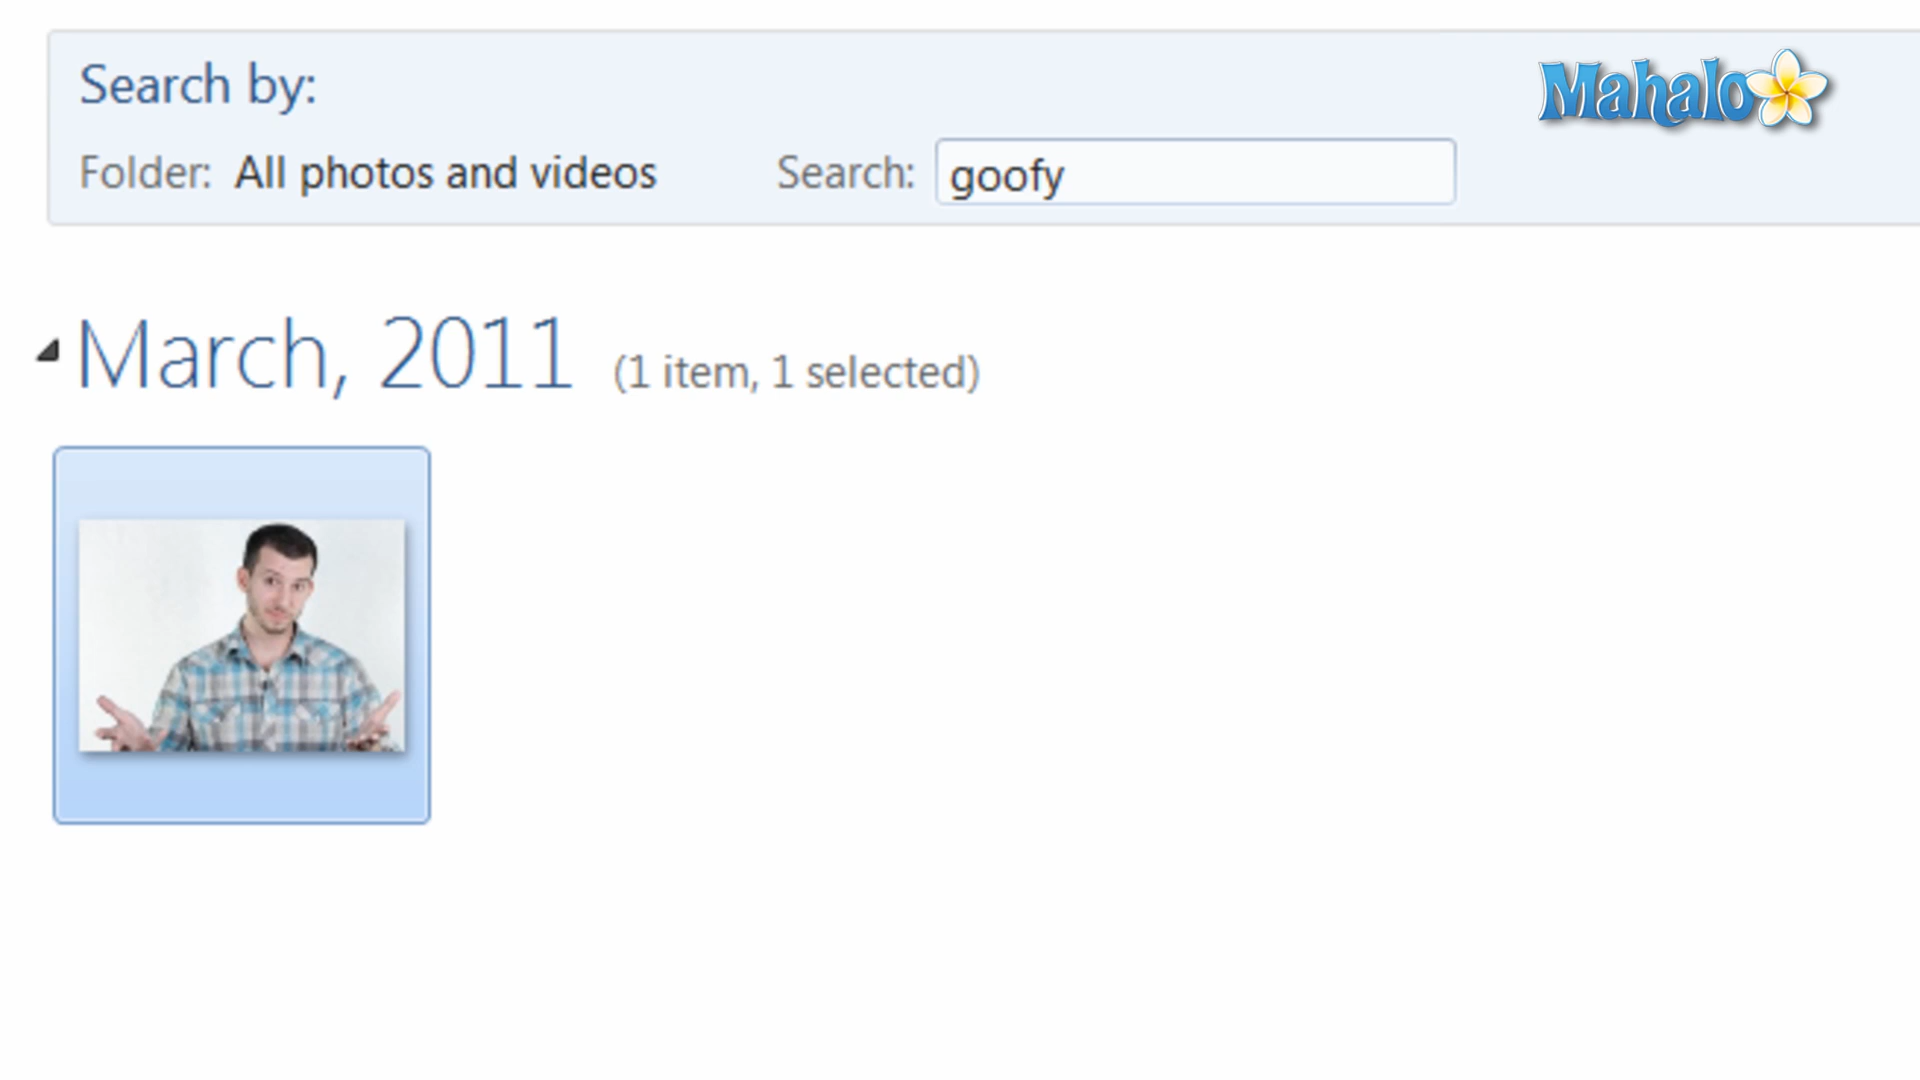 Search by:
Mahalo
Folder: All photos and videos Search: goofy
March, 2011 (1 item, 1 selected)